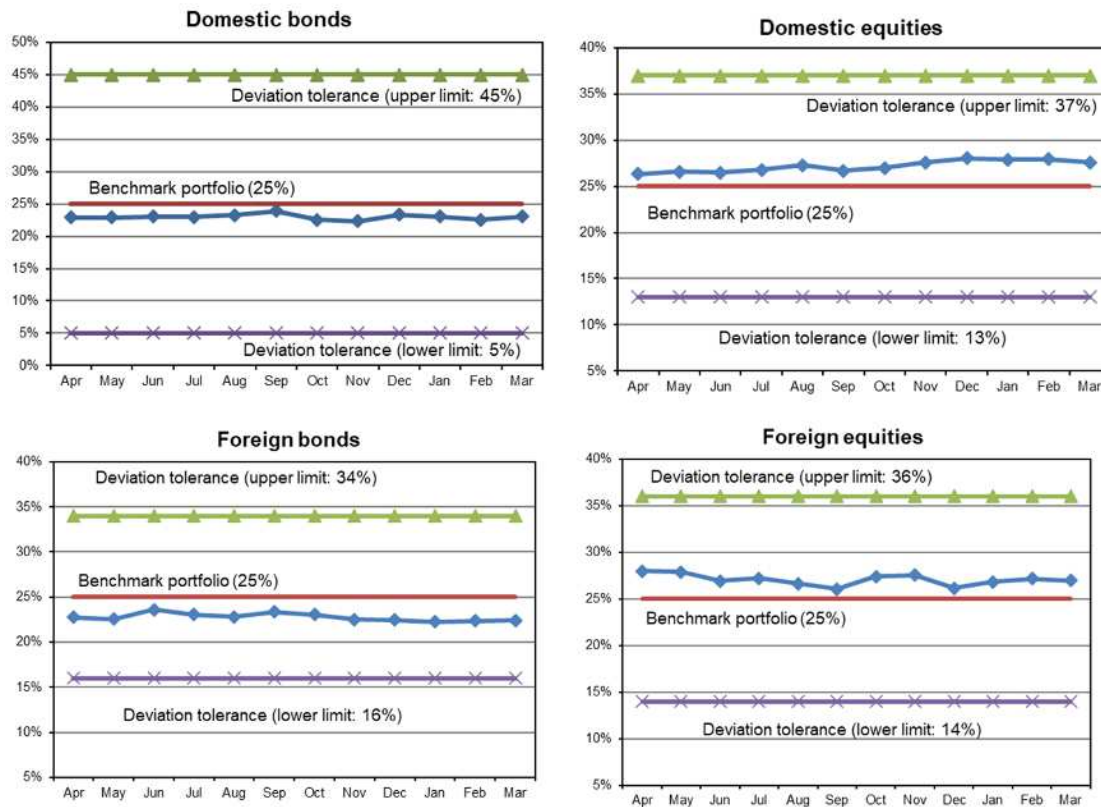 Domestic bonds
50%
45%
40%
35%
30%
25%
20%
15%
10%
5%
0%
Deviation tolerance (upper limit: 45%)
Benchmark portfolio (25%)
Deviation tolerance (lower limit: 5%)
Apr May Jun Jul Aug Sep Oct Nov Dec Jan Feb Mar
Domestic equities
40%
35%
30%
25%
20%
15%
10%
5%
Deviation tolerance (upper limit: 37%)
Benchmark portfolio (25%)
Deviation tolerance (lower limit: 13%)
Apr May Jun Jul Aug Sep Oct Nov Dec Jan Feb Mar
Foreign bonds
40%
35%
30%
25%
20%
15%
10%
5%
Deviation tolerance (upper limit: 34%)
Benchmark portfolio (25%)
Deviation tolerance (lower limit: 16%)
Apr May Jun Jul Aug Sep Oct Nov Dec Jan Feb Mar
Foreign equities
40%
35%
30%
25%
20%
15%
10%
5%
Deviation tolerance (upper limit: 36%)
Benchmark portfolio (25%)
Deviation tolerance (lower limit: 14%)
Apr May Jun Jul Aug Sep Oct Nov Dec Jan Feb Mar